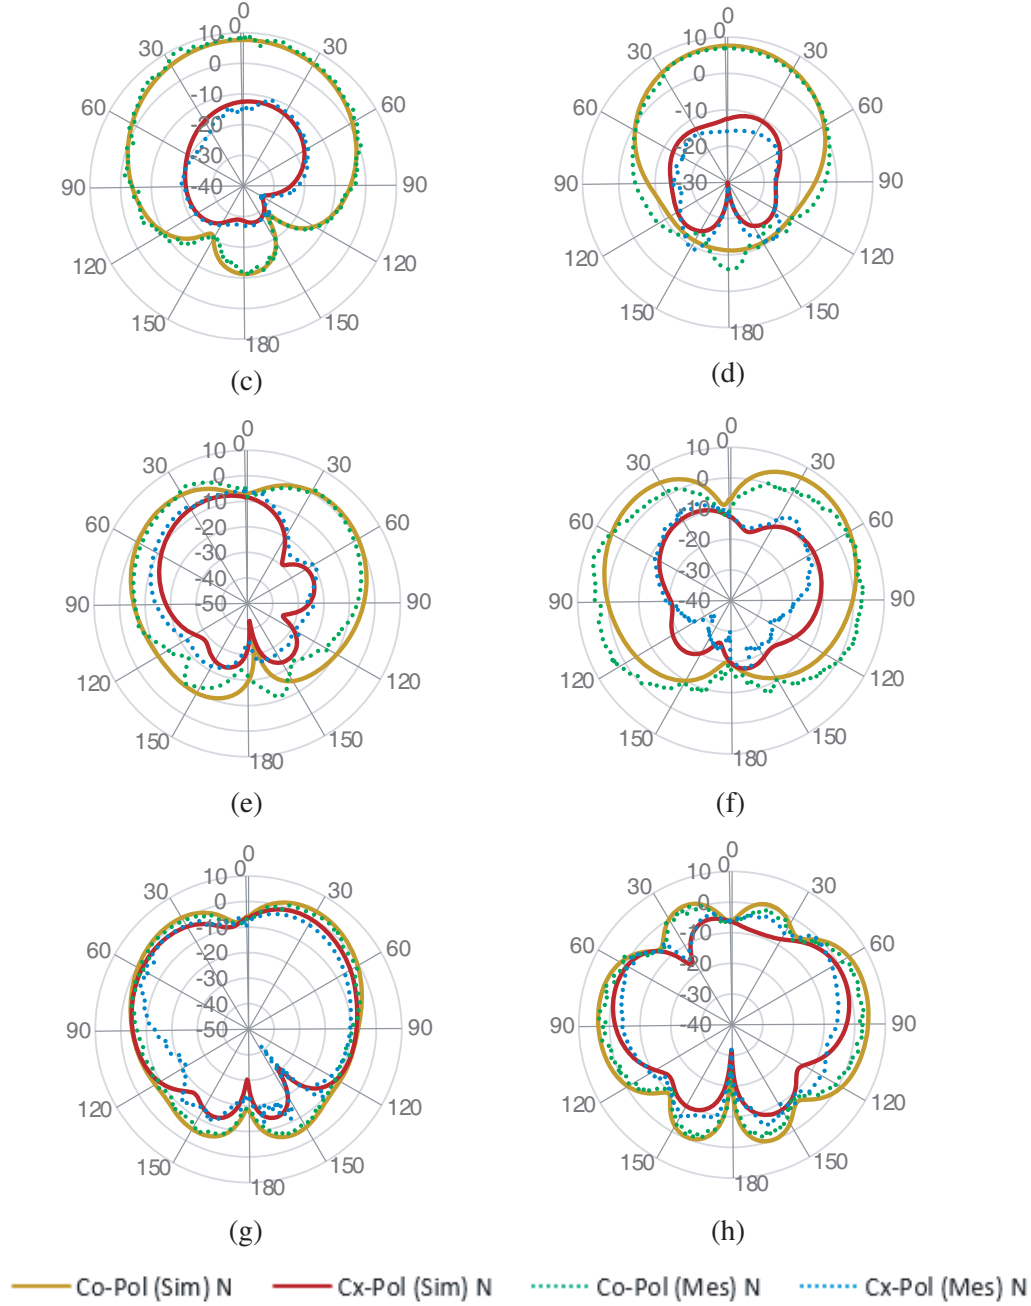 0 0
10 0 10
30 30 30 30
0 0
60 -10 60 60 -10 60
-20 -20
-30
90 -40 90 90 -30 90
120 120 120 120
150 150 150 150
180 180
(c) (d)
0 0
10 0 10 0
30 30 30 30
0 0
60 -10 60 60 -10 60
-20 -20
-30 -30
-40
90 -50 90 90 -40 90
120 120 120 120
150 150 150 150
180 180
(e) (f)
0 0
10 0 10
30 30 30 30
0 0
60 -10 60 60 -10 60
-20 -20
-30 -30
-40
90 -50 90 90 -40 90
120 120 120 120
150 150 150 150
180 180
(g) (h)
Co-Pol (Sim) N Cx-Pol (Sim) N Co-Pol (Mes) N Cx-Pol (Mes) N